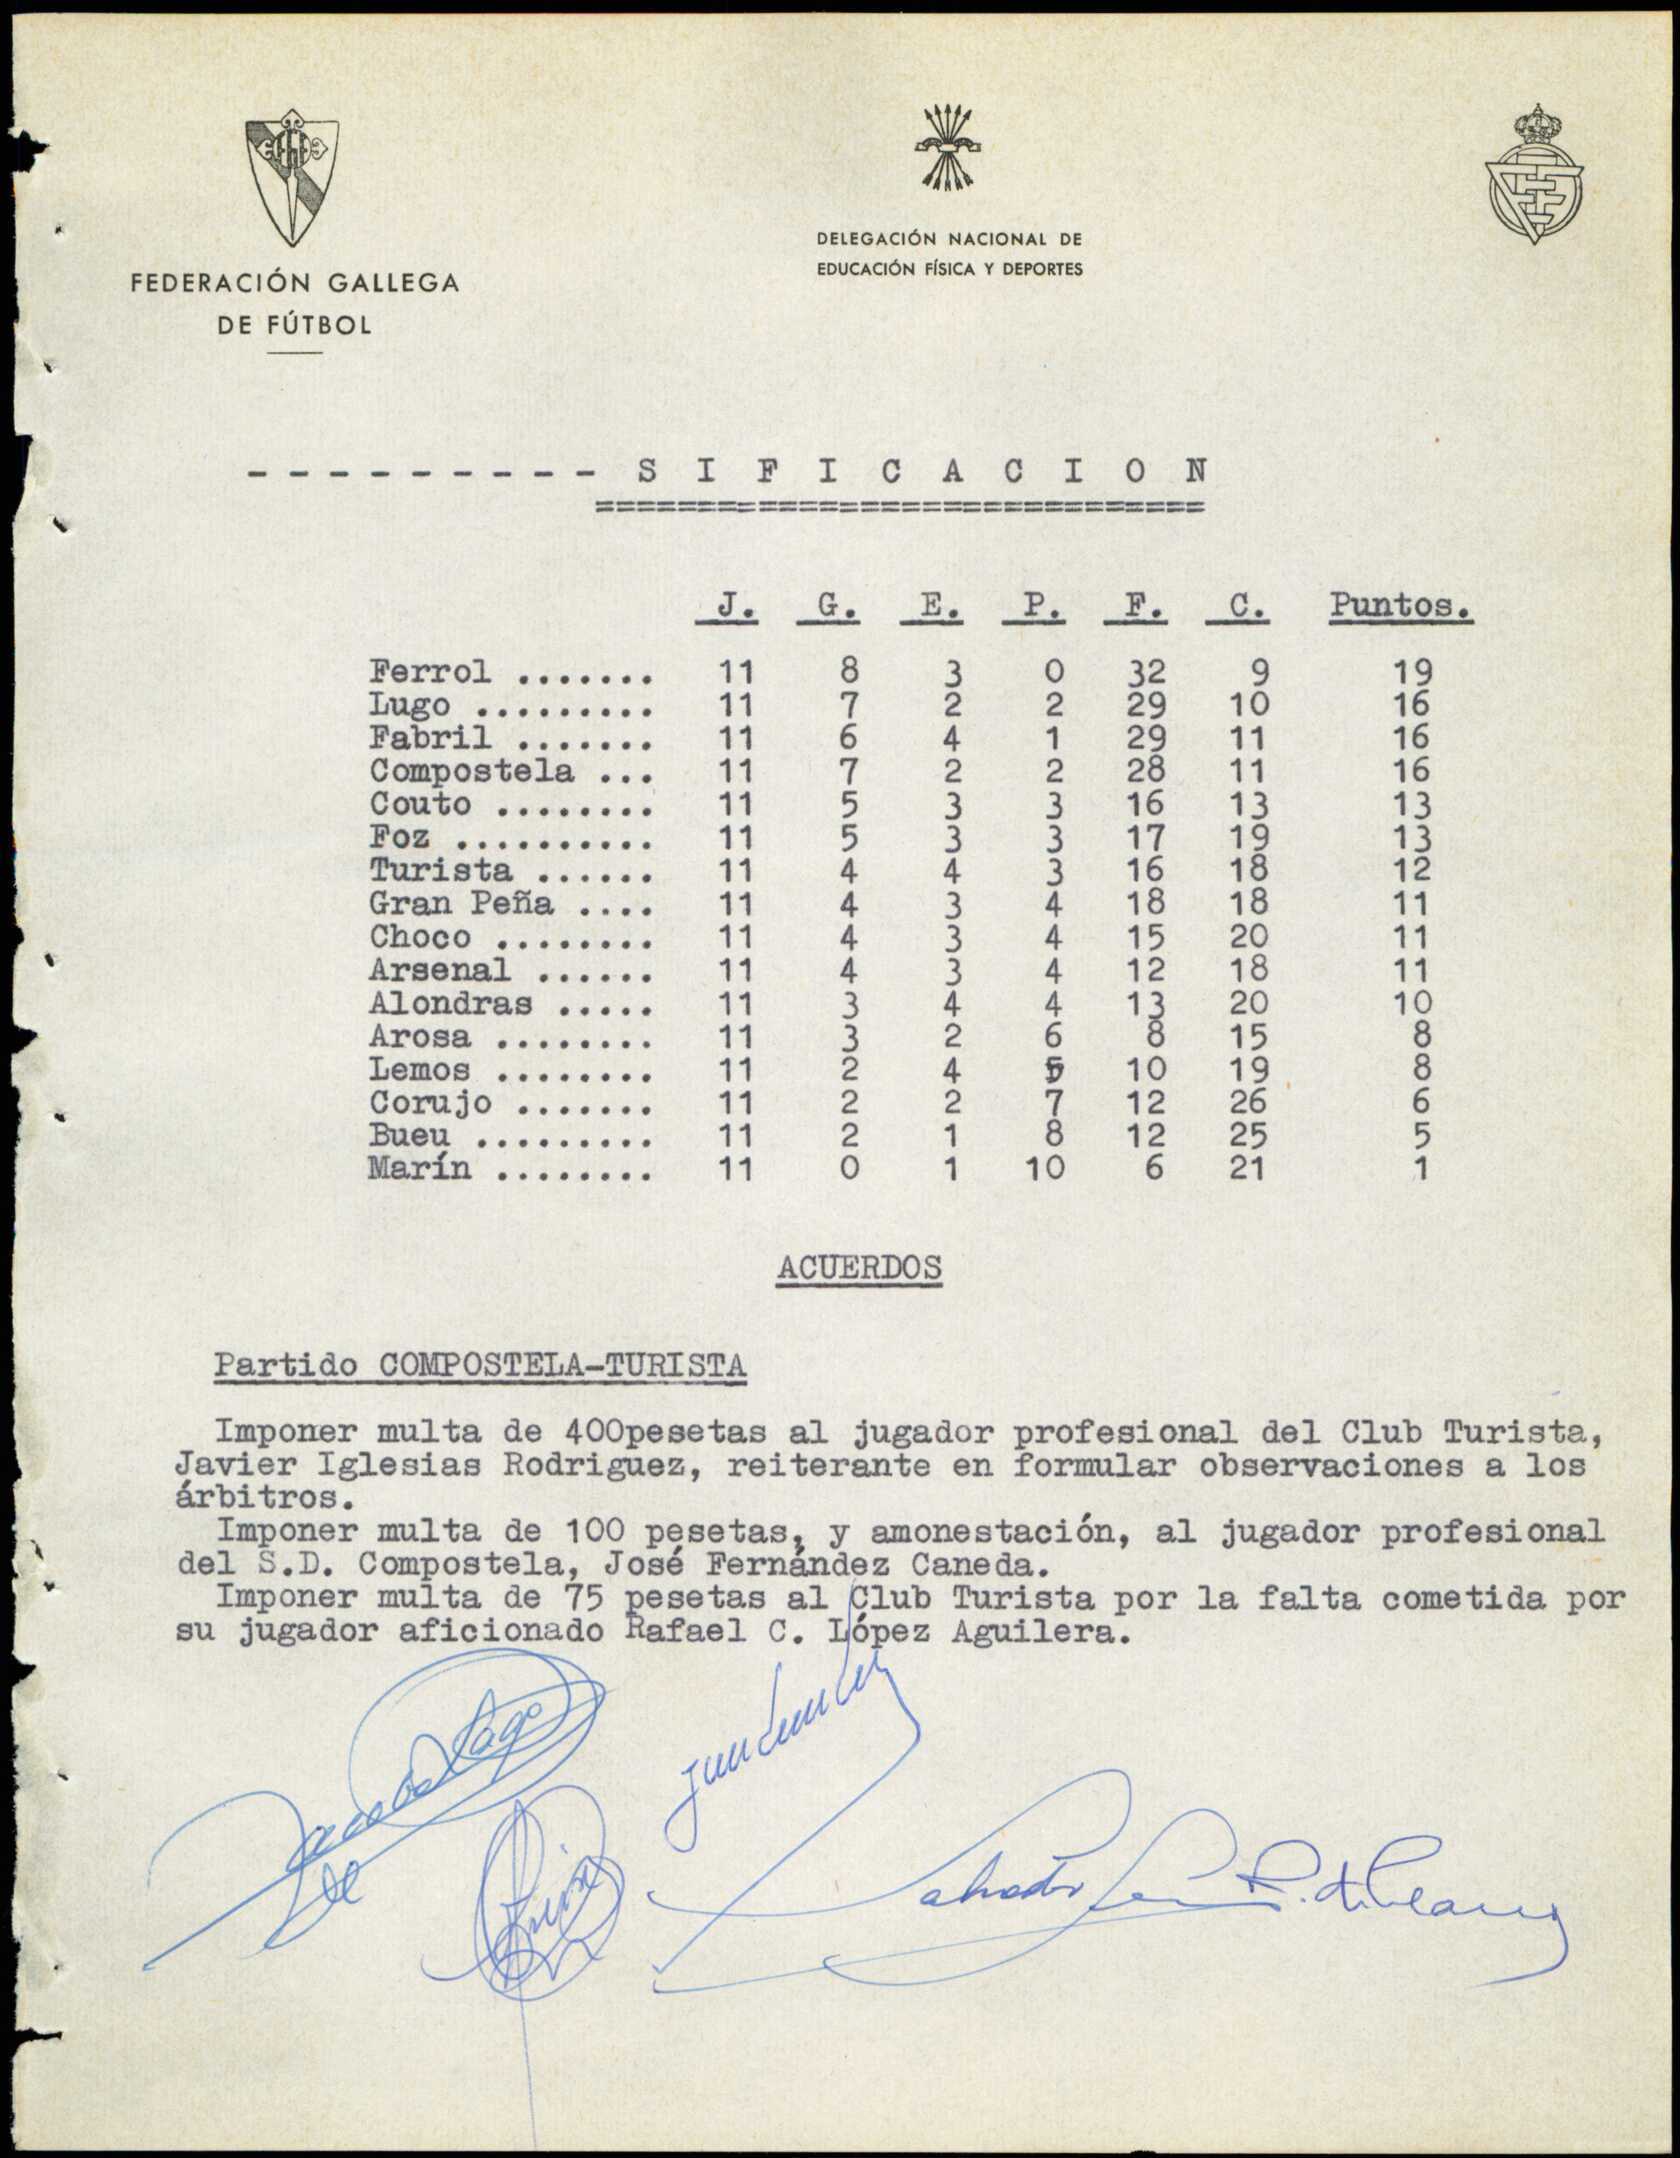 FEDERACIÓN GALLEGA
DE FÚTBOL
DELEGACIÓN NACIONAL DE
EDUCACIÓN FÍSICA Y DEPORTES
- - - - - - - - - S I F I C A C I O N
==============================
J. G. E. P. F. C. Puntos.
Ferrol ....... 11 8 3 0 32 9 19
Lugo ......... 11 7 2 2 29 10 16
Fabril ....... 11 6 4 1 29 11 16
Compostela ... 11 7 2 2 28 11 16
Couto ........ 11 5 3 3 16 13 13
Foz .......... 11 5 3 3 17 19 13
Turista ...... 11 4 4 3 16 18 12
Gran Peña .... 11 4 3 4 18 18 11
Choco ........ 11 4 3 4 15 20 11
Arsenal ...... 11 4 3 4 12 18 11
Alondras ..... 11 3 4 4 13 20 10
Arosa ........ 11 3 2 6 8 15 8
Lemos ........ 11 2 4 5 10 19 8
Corujo ....... 11 2 2 7 12 26 6
Bueu ......... 11 2 1 8 12 25 5
Marín ........ 11 0 1 10 6 21 1
ACUERDOS
Partido COMPOSTELA-TURISTA
Imponer multa de 400pesetas al jugador profesional del Club Turista,
Javier Iglesias Rodriguez, reiterante en formular observaciones a los
árbitros.
Imponer multa de 100 pesetas, y amonestación, al jugador profesional
del S.D. Compostela, José Fernández Caneda.
Imponer multa de 75 pesetas al Club Turista por la falta cometida por
su jugador aficionado Rafael C. López Aguilera.